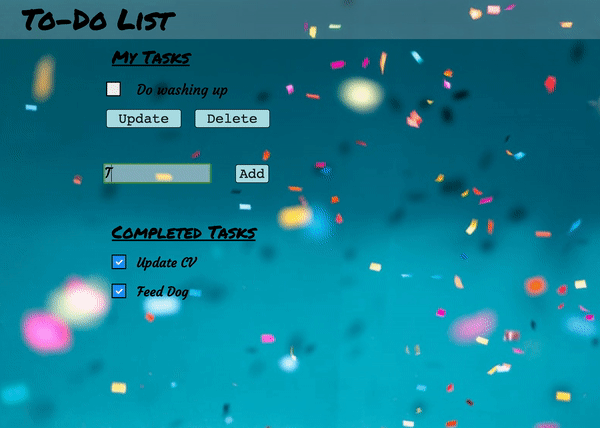 To-Do List
My Tasks
Do washing up
Update Delete
T Add
Completed Tasks
Update CV
Feed Dog